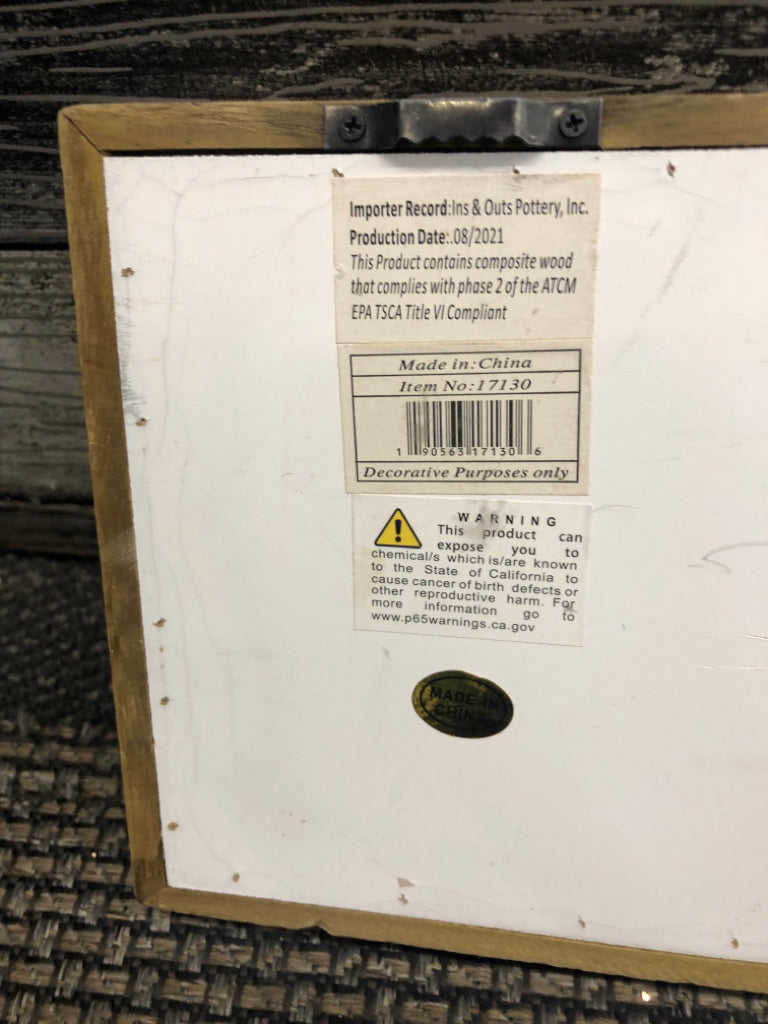 Importer Record:Ins & Outs Pottery, Inc.
Production Date:.08/2021
This Product contains composite wood
that complies with phase 2 of the ATCM
EPA TSCA Title VI Compliant
Made in:China
Item No:17130
1 90563 17130 6
Decorative Purposes only
WARNING
This product can
expose you to
chemical/s which is/are known
to the State of California to
cause cancer of birth defects or
other reproductive harm. For
more information go to
www.p65warnings.ca.gov
MADE IN
CHINA